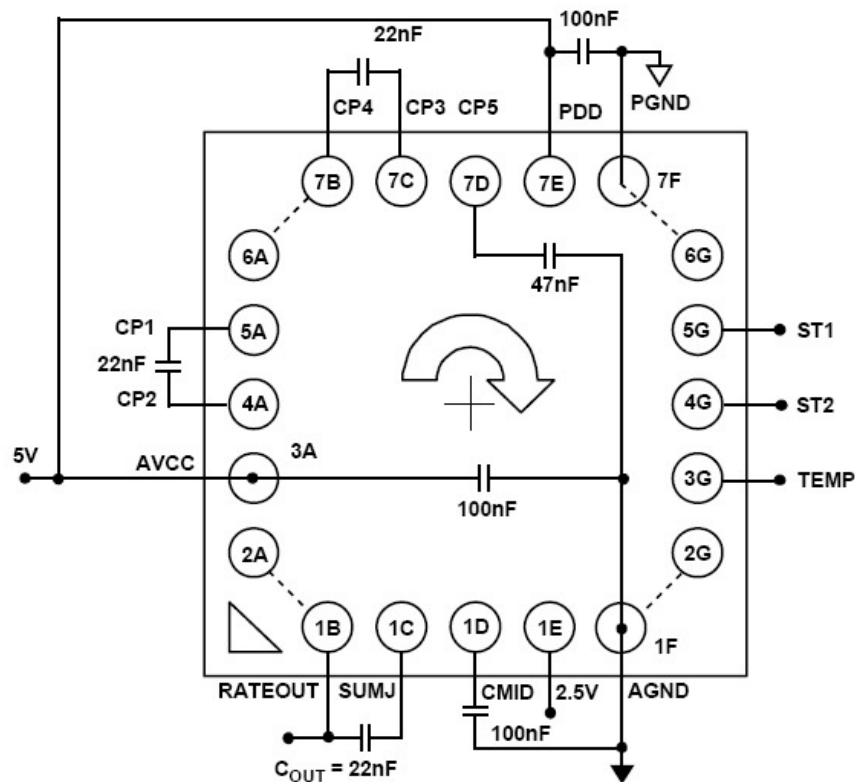 100nF
22nF
CP4 CP3 CP5 PDD PGND
7B 7C 7D 7E 7F
6A 6G
47nF
CP1 5A 5G ST1
22nF
CP2 4A 4G ST2
5V AVCC 3A 3G TEMP
100nF
2A 2G
1B 1C 1D 1E 1F
RATEOUT SUMJ CMID 2.5V AGND
100nF
COUT = 22nF